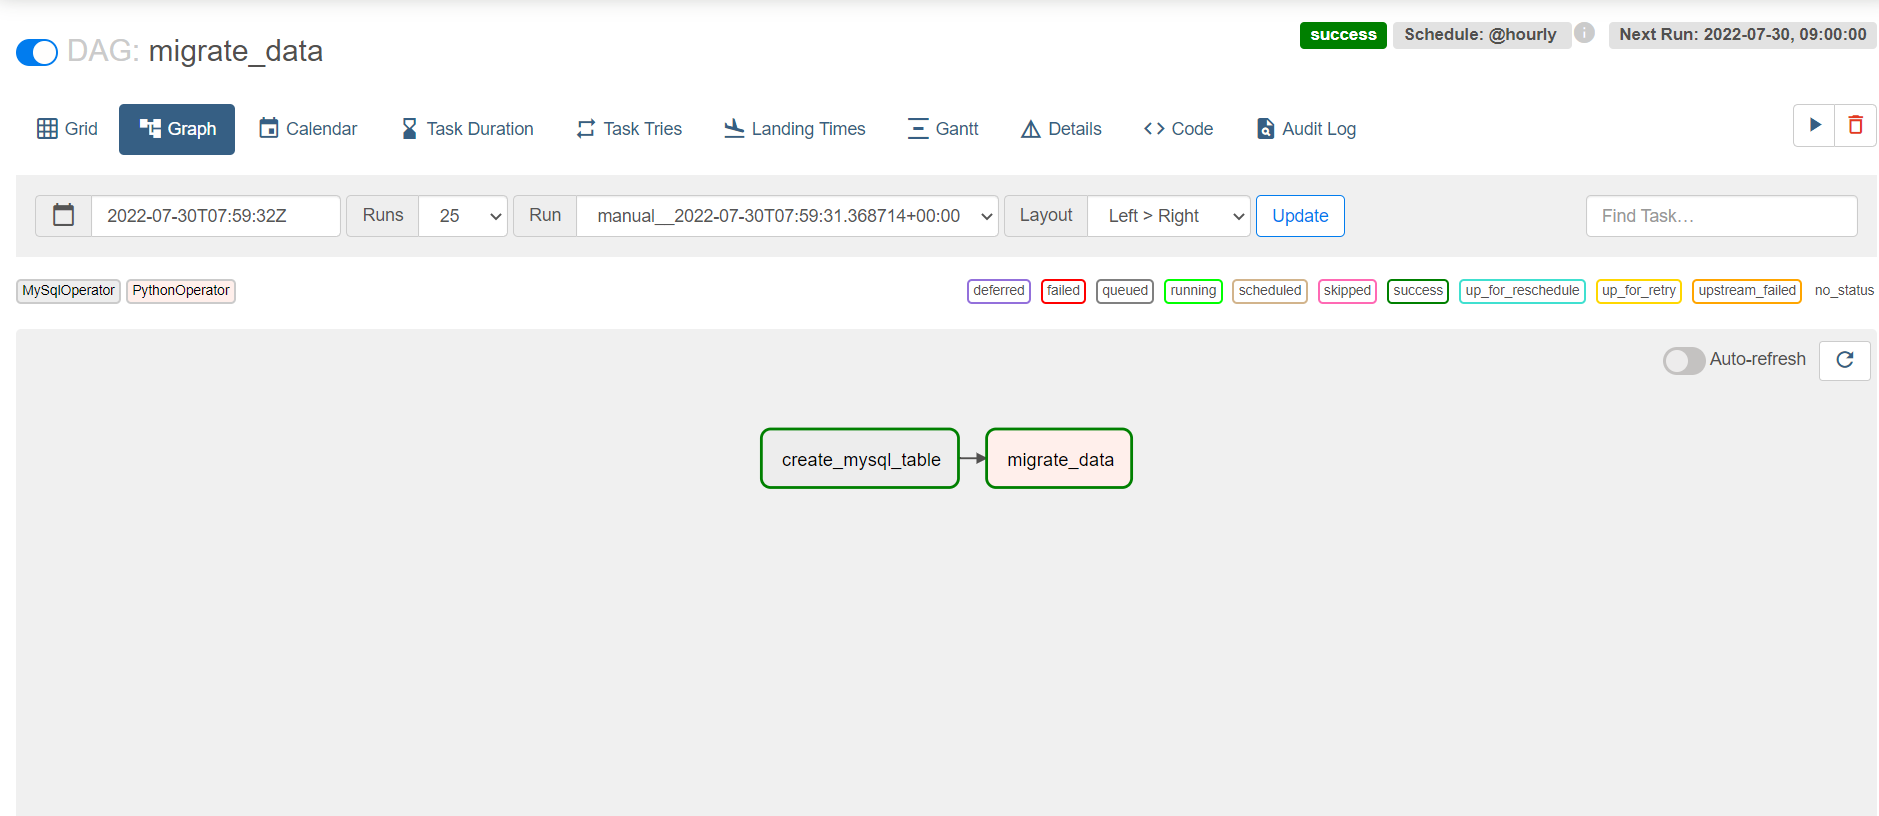 DAG: migrate_data
success
Schedule: @hourly
Next Run: 2022-07-30, 09:00:00
Grid
Graph
Calendar
Task Duration
Task Tries
Landing Times
Gantt
Details
Code
Audit Log
2022-07-30T07:59:32Z
Runs
25
Run
manual__2022-07-30T07:59:31.368714+00:00
Layout
Left > Right
Update
Find Task...
MySqlOperator
PythonOperator
deferred
failed
queued
running
scheduled
skipped
success
up_for_reschedule
up_for_retry
upstream_failed
no_status
Auto-refresh
create_mysql_table
migrate_data